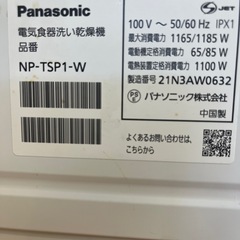 Panasonic
電気食器洗い乾燥機
品番
NP-TSP1-W
JET
100 V ～ 50/60 Hz IPX1
最大消費電力 1165/1185 W
電動機定格消費電力 65/85 W
電熱装置定格消費電力 1100 W
製造番号 21N3AW0632
PS
E
パナソニック株式会社
中国製
よくあるお問い合わせは、
こちらから